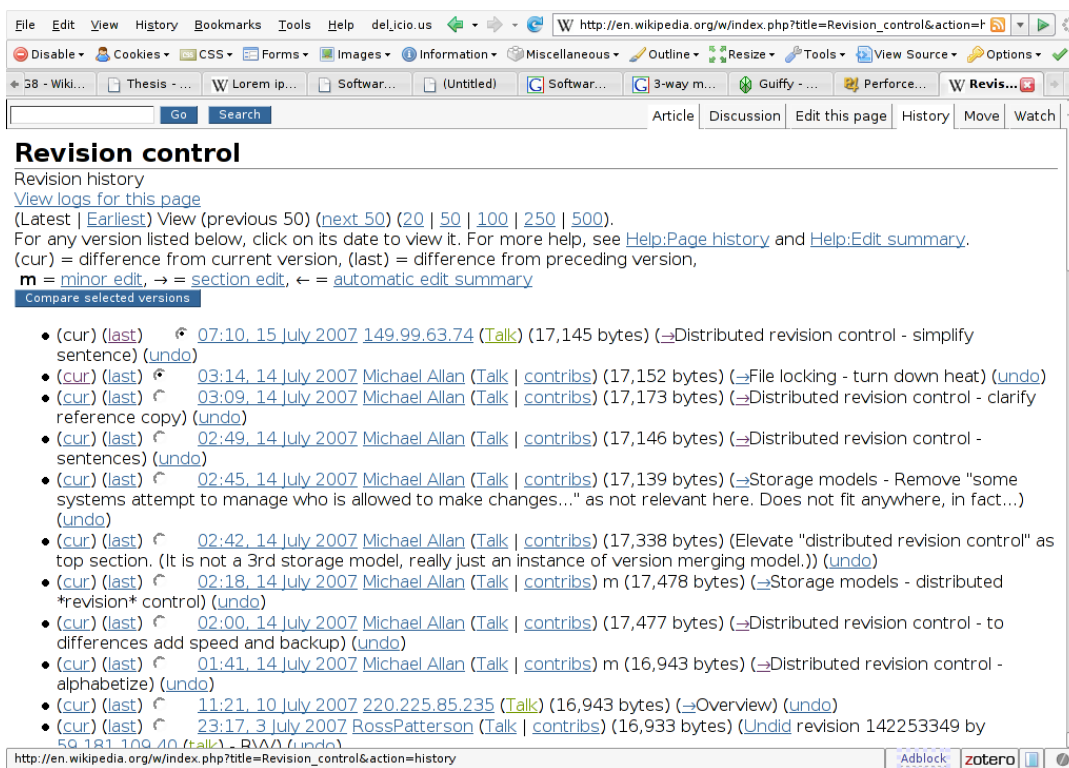 File Edit View History Bookmarks Tools Help del.icio.us http://en.wikipedia.org/w/index.php?title=Revision_control&action=h
Disable Cookies CSS Forms Images Information Miscellaneous Outline Resize Tools View Source Options
38 - Wiki... Thesis - ... Lorem ip... Softwar... (Untitled) Softwar... 3-way m... Guiffy - ... Perforce... Revis...
Go Search Article Discussion Edit this page History Move Watch
Revision control
Revision history
View logs for this page
(Latest | Earliest) View (previous 50) (next 50) (20 | 50 | 100 | 250 | 500).
For any version listed below, click on its date to view it. For more help, see Help:Page history and Help:Edit summary.
(cur) = difference from current version, (last) = difference from preceding version,
m = minor edit, → = section edit, ← = automatic edit summary
Compare selected versions
(cur) (last) 07:10, 15 July 2007 149.99.63.74 (Talk) (17,145 bytes) (→Distributed revision control - simplify
sentence) (undo)
(cur) (last) 03:14, 14 July 2007 Michael Allan (Talk | contribs) (17,152 bytes) (→File locking - turn down heat) (undo)
(cur) (last) 03:09, 14 July 2007 Michael Allan (Talk | contribs) (17,173 bytes) (→Distributed revision control - clarify
reference copy) (undo)
(cur) (last) 02:49, 14 July 2007 Michael Allan (Talk | contribs) (17,146 bytes) (→Distributed revision control -
sentences) (undo)
(cur) (last) 02:45, 14 July 2007 Michael Allan (Talk | contribs) (17,139 bytes) (→Storage models - Remove "some
systems attempt to manage who is allowed to make changes..." as not relevant here. Does not fit anywhere, in fact...)
(undo)
(cur) (last) 02:42, 14 July 2007 Michael Allan (Talk | contribs) (17,338 bytes) (Elevate "distributed revision control" as
top section. (It is not a 3rd storage model, really just an instance of version merging model.)) (undo)
(cur) (last) 02:18, 14 July 2007 Michael Allan (Talk | contribs) m (17,478 bytes) (→Storage models - distributed
*revision* control) (undo)
(cur) (last) 02:00, 14 July 2007 Michael Allan (Talk | contribs) (17,477 bytes) (→Distributed revision control - to
differences add speed and backup) (undo)
(cur) (last) 01:41, 14 July 2007 Michael Allan (Talk | contribs) m (16,943 bytes) (→Distributed revision control -
alphabetize) (undo)
(cur) (last) 11:21, 10 July 2007 220.225.85.235 (Talk) (16,943 bytes) (→Overview) (undo)
(cur) (last) 23:17, 3 July 2007 RossPatterson (Talk | contribs) (16,933 bytes) (Undid revision 142253349 by
59.181.109.40 (talk) - RVV) (undo)
http://en.wikipedia.org/w/index.php?title=Revision_control&action=history Adblock zotero